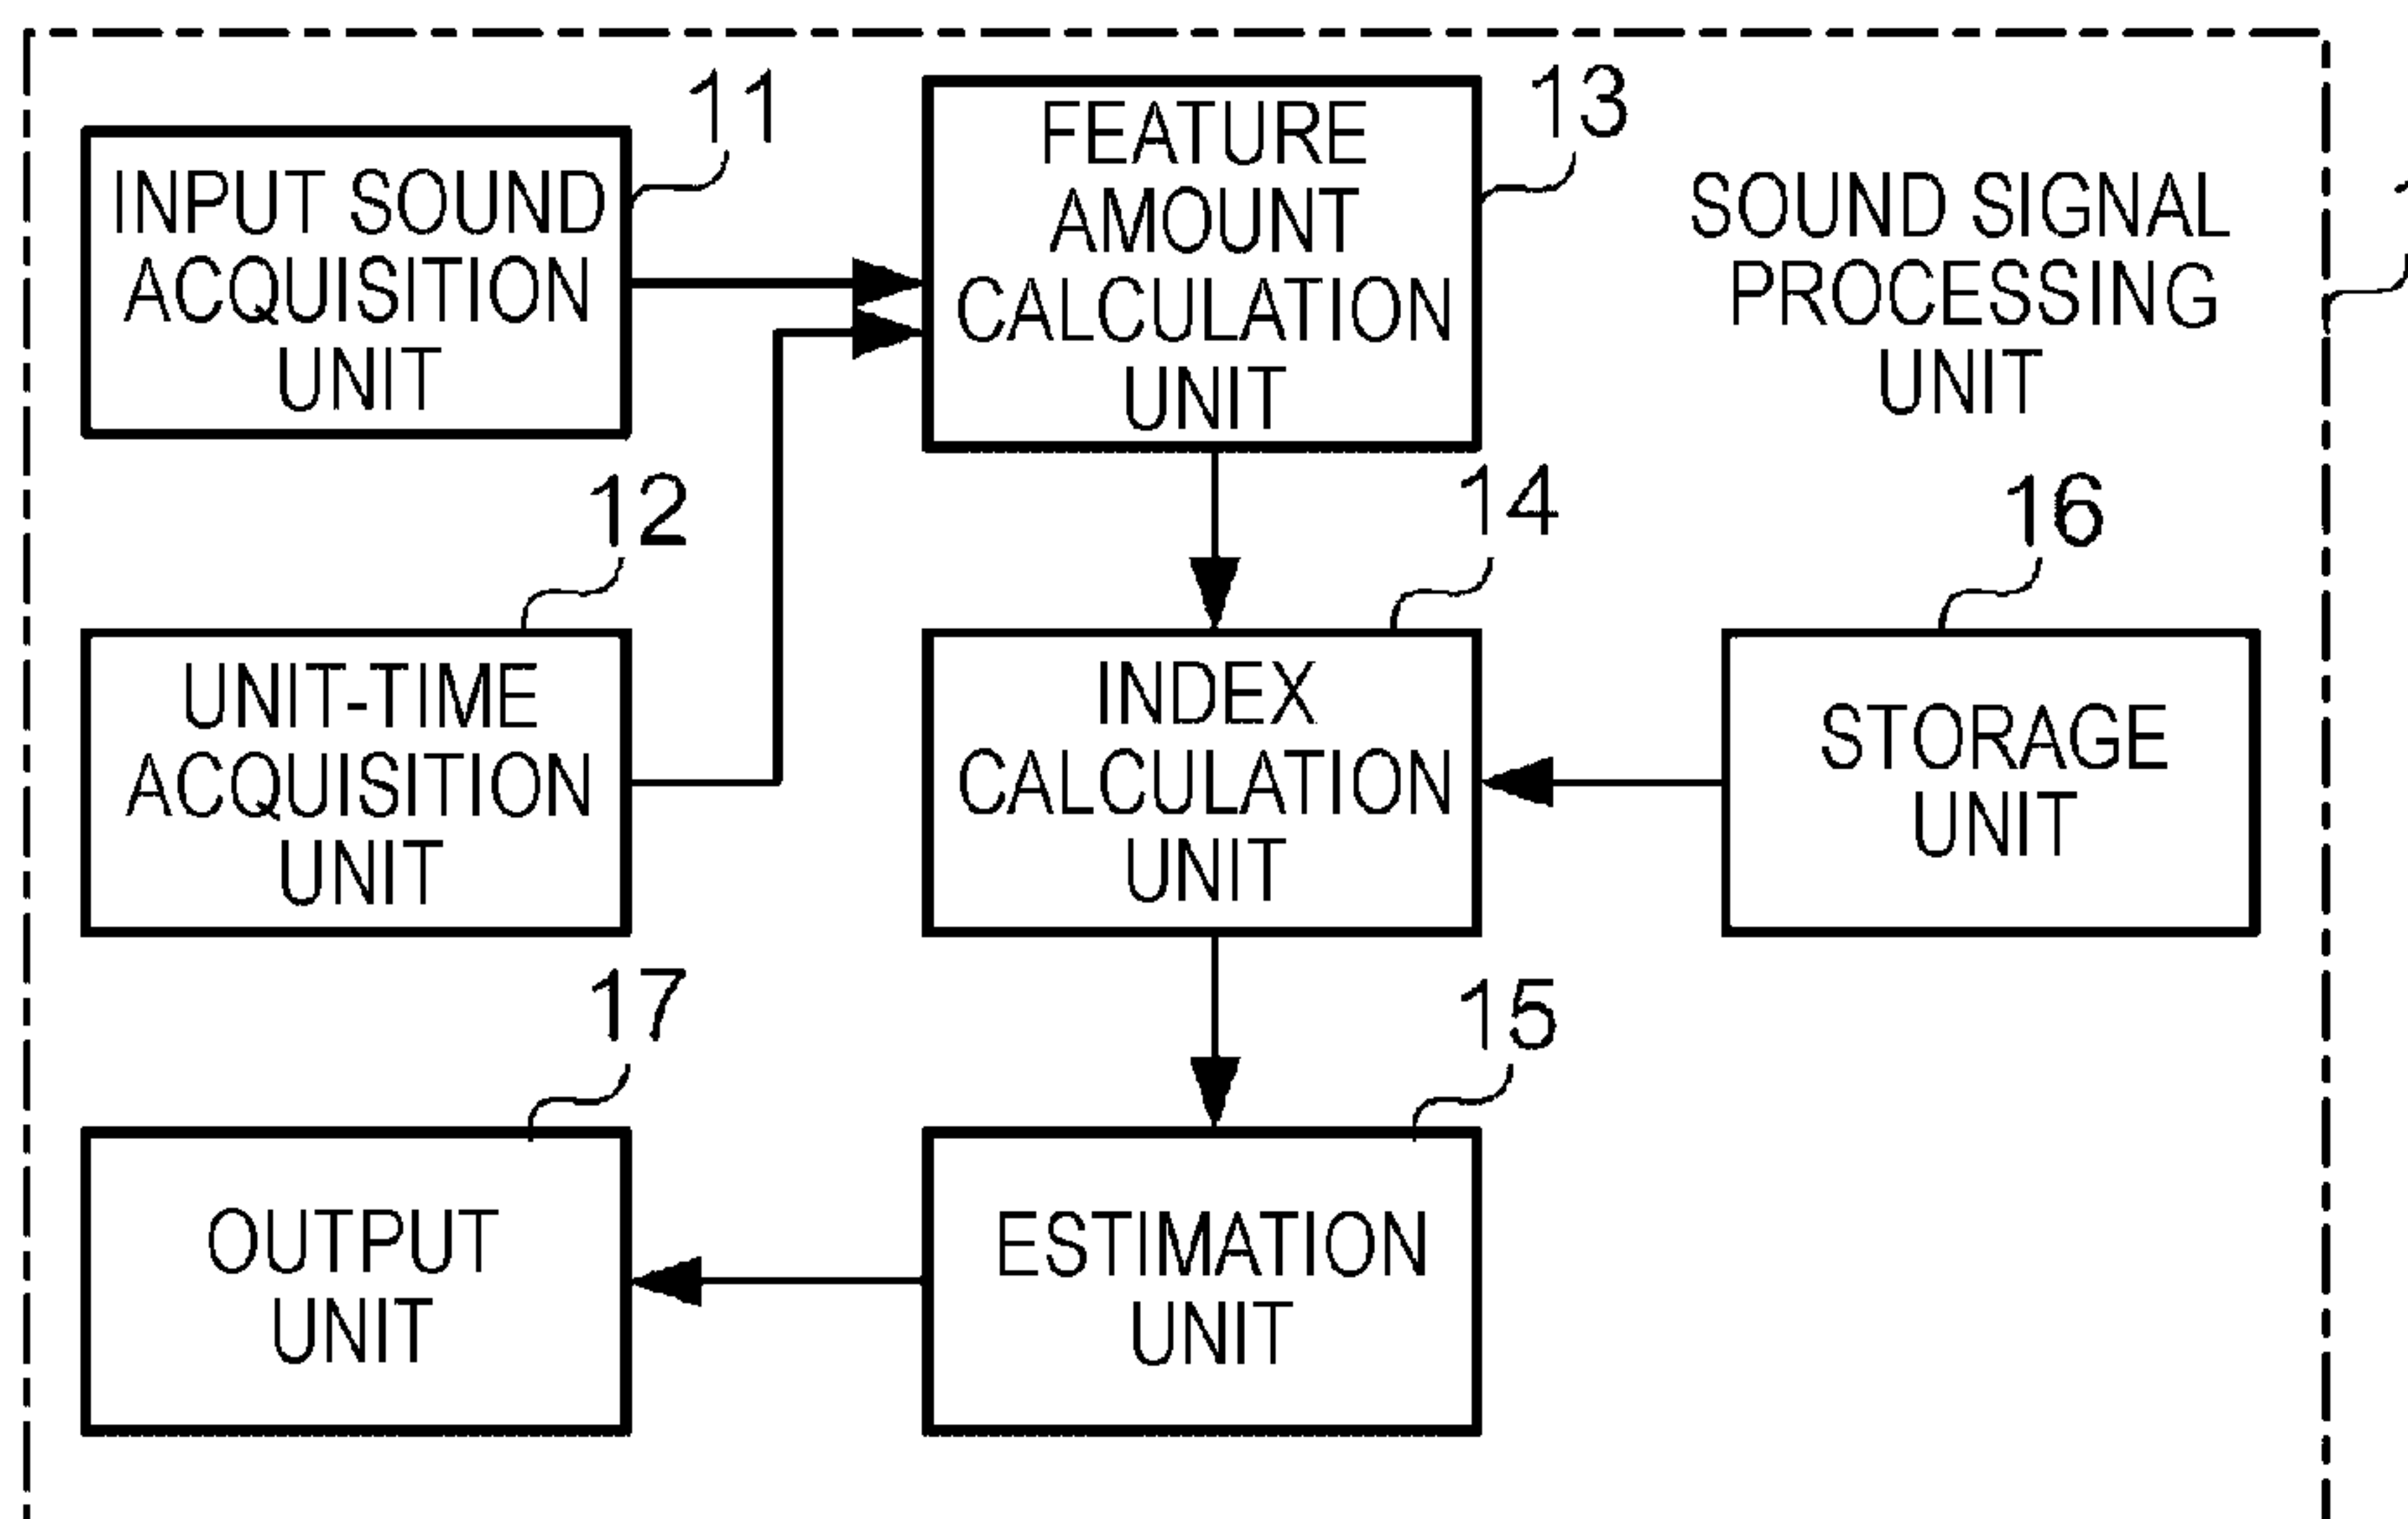 11
INPUT SOUND
ACQUISITION
UNIT
13
FEATURE
AMOUNT
CALCULATION
UNIT
SOUND SIGNAL
PROCESSING
UNIT
12
UNIT-TIME
ACQUISITION
UNIT
14
INDEX
CALCULATION
UNIT
16
STORAGE
UNIT
17
OUTPUT
UNIT
15
ESTIMATION
UNIT